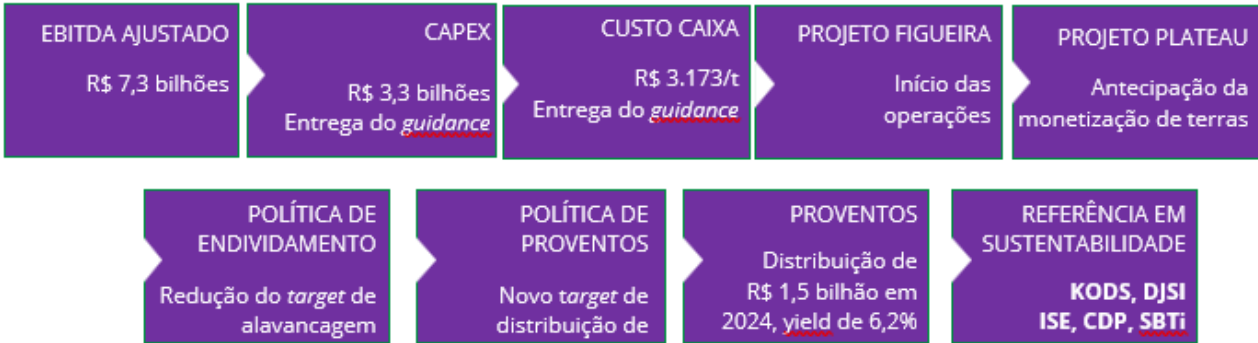 EBITDA AJUSTADO
R$ 7,3 bilhões
CAPEX
R$ 3,3 bilhões
Entrega do guidance
CUSTO CAIXA
R$ 3.173/t
Entrega do guidance
PROJETO FIGUEIRA
Início das
operações
PROJETO PLATEAU
Antecipação da
monetização de terras
POLÍTICA DE
ENDIVIDAMENTO
Redução do target de
alavancagem
POLÍTICA DE
PROVENTOS
Novo target de
distribuição de
PROVENTOS
Distribuição de
R$ 1,5 bilhão em
2024, yield de 6,2%
REFERÊNCIA EM
SUSTENTABILIDADE
KODS, DJSI
ISE, CDP, SBTi